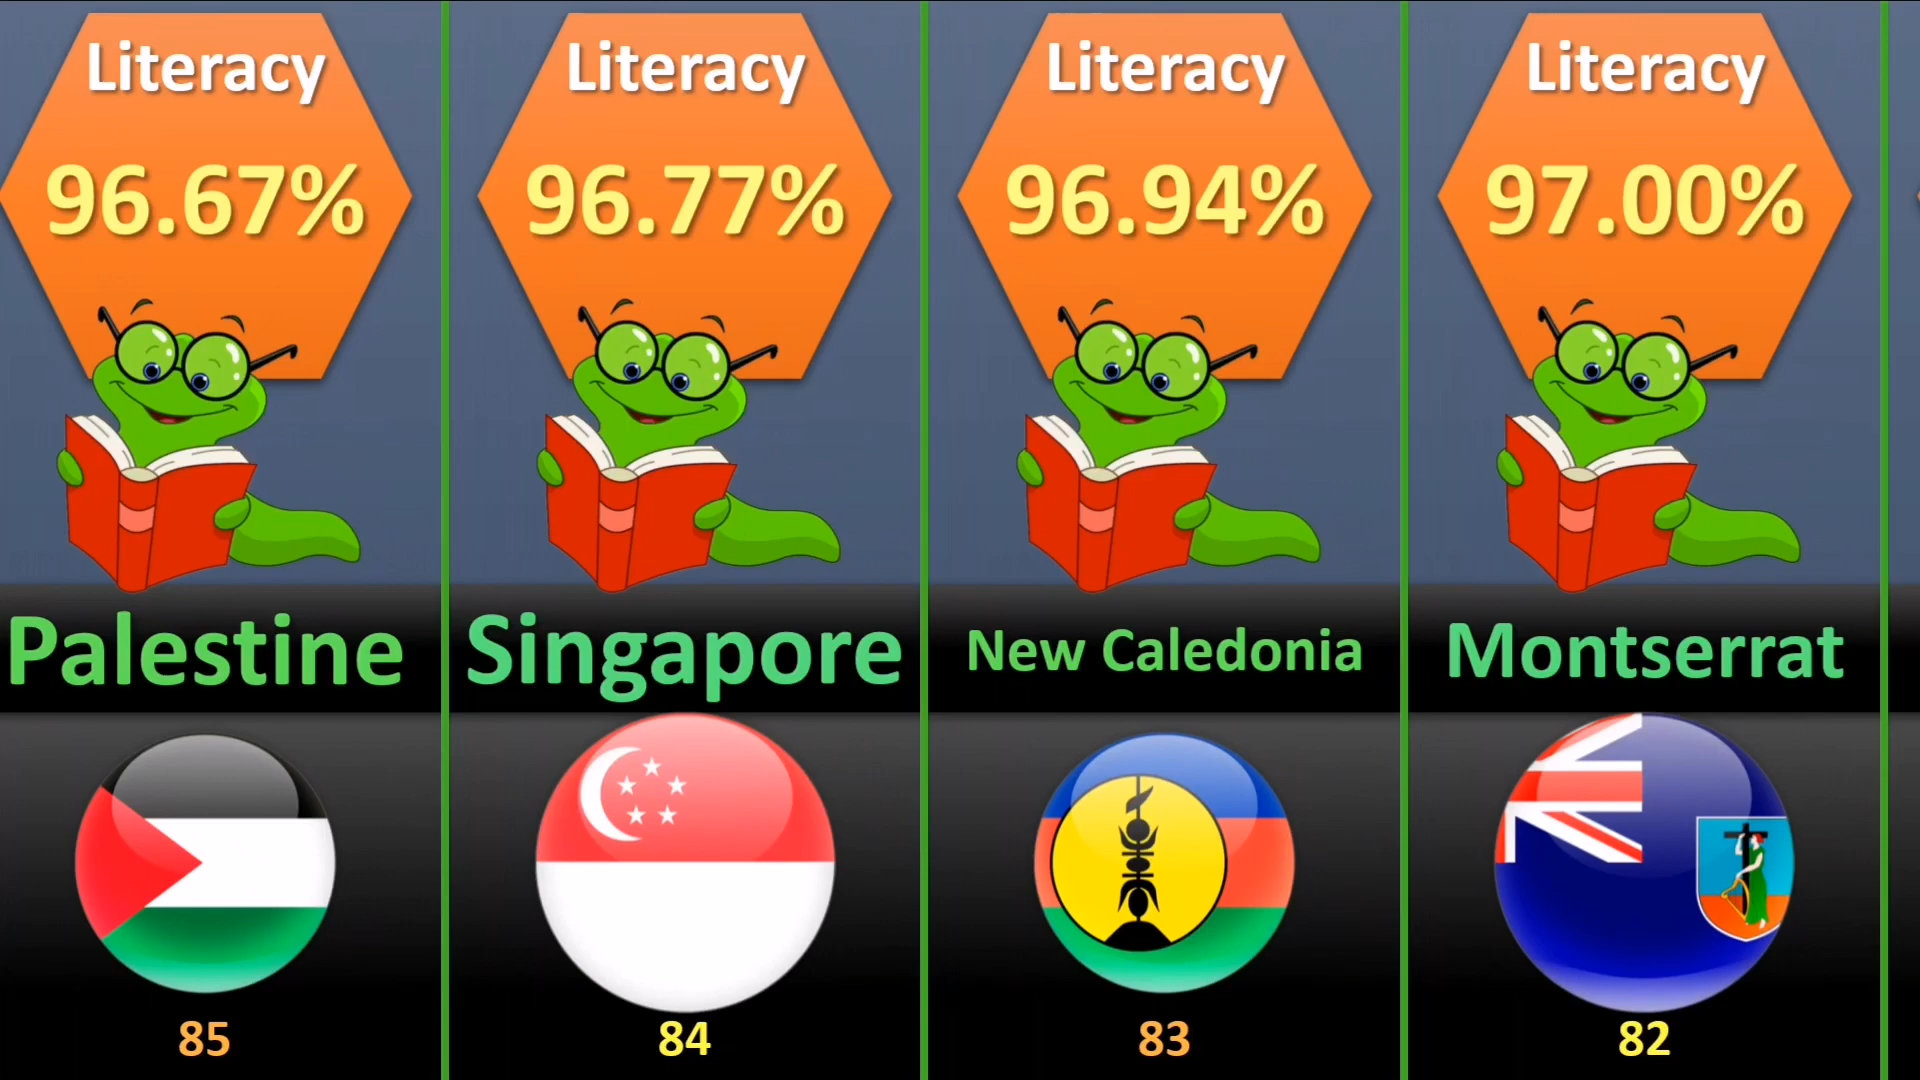 Literacy
96.67%
Palestine
85
Literacy
96.77%
Singapore
84
Literacy
96.94%
New Caledonia
83
Literacy
97.00%
Montserrat
82